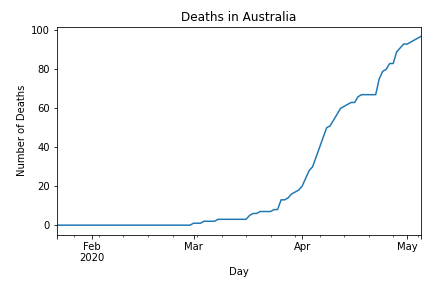 Deaths in Australia
100
80
60
40
20
0
Number of Deaths
Feb
2020
Mar
Apr
May
Day